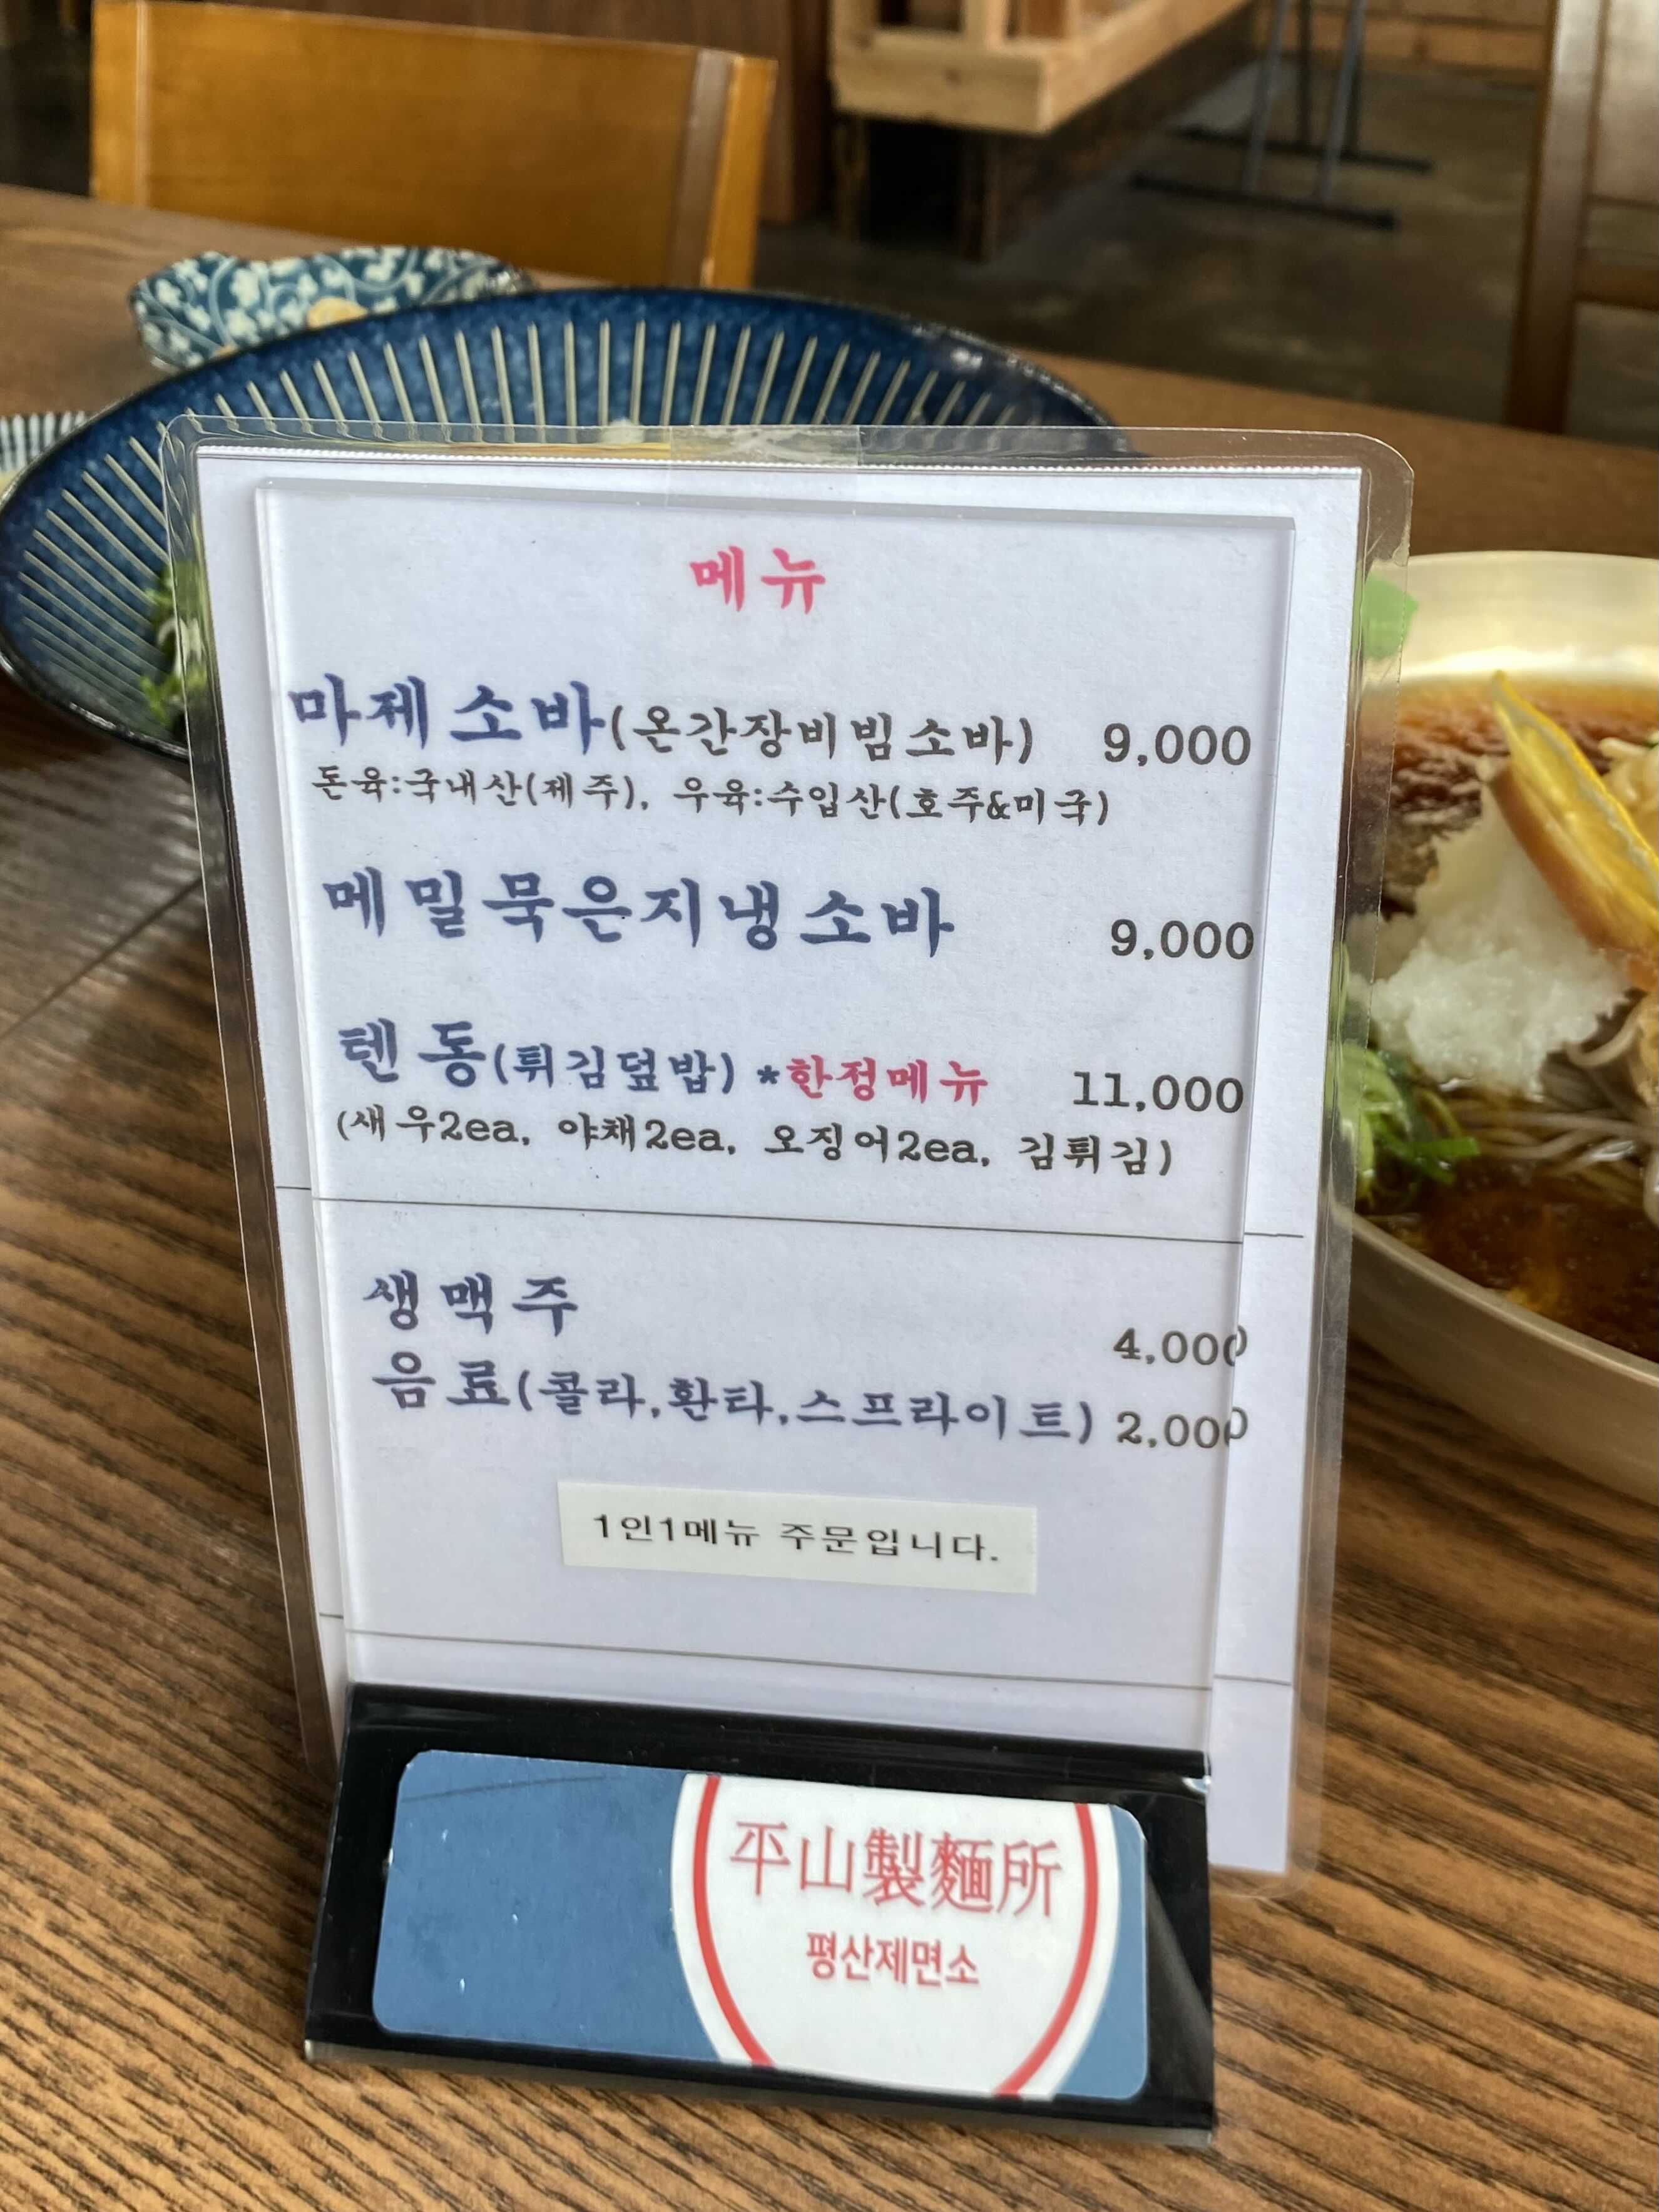 메뉴
마제소바(온간장비빔소바) 9,000
돈육:국내산(제주), 우육:수입산(호주&미국)
메밀묵은지냉소바 9,000
텐동(튀김덮밥) *한정메뉴 11,000
(새우2ea, 야채2ea, 오징어2ea, 김튀김)
생맥주 4,000
음료(콜라,환타,스프라이트) 2,000
1인1메뉴 주문입니다.
平山製麵所
평산제면소